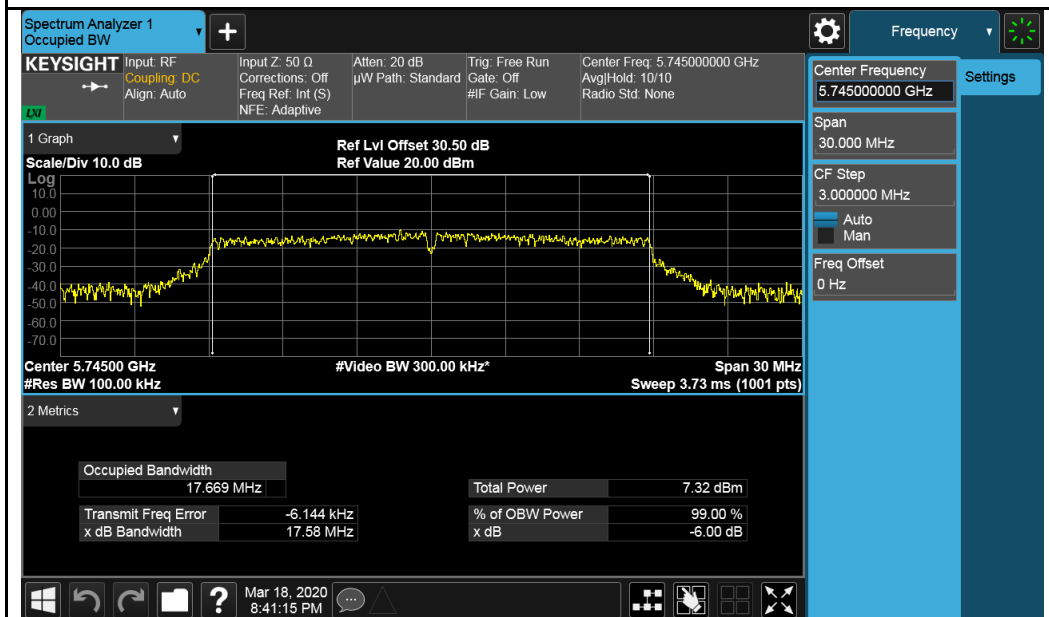 Spectrum Analyzer 1
Occupied BW
+
Frequency
KEYSIGHT
LXI
Input: RF
Coupling: DC
Align: Auto
Input Z: 50 Ω
Corrections: Off
Freq Ref: Int (S)
NFE: Adaptive
Atten: 20 dB
µW Path: Standard
Trig: Free Run
Gate: Off
#IF Gain: Low
Center Freq: 5.745000000 GHz
Avg|Hold: 10/10
Radio Std: None
Center Frequency
5.745000000 GHz
Settings
Span
30.000 MHz
CF Step
3.000000 MHz
Auto
Man
Freq Offset
0 Hz
1 Graph
Scale/Div 10.0 dB
Ref Lvl Offset 30.50 dB
Ref Value 20.00 dBm
Log
10.0
0.00
-10.0
-20.0
-30.0
-40.0
-50.0
-60.0
-70.0
Center 5.74500 GHz
#Res BW 100.00 kHz
#Video BW 300.00 kHz*
Span 30 MHz
Sweep 3.73 ms (1001 pts)
2 Metrics
Occupied Bandwidth
17.669 MHz
Total Power 7.32 dBm
Transmit Freq Error -6.144 kHz
% of OBW Power 99.00 %
x dB Bandwidth 17.58 MHz
x dB -6.00 dB
?
Mar 18, 2020
8:41:15 PM